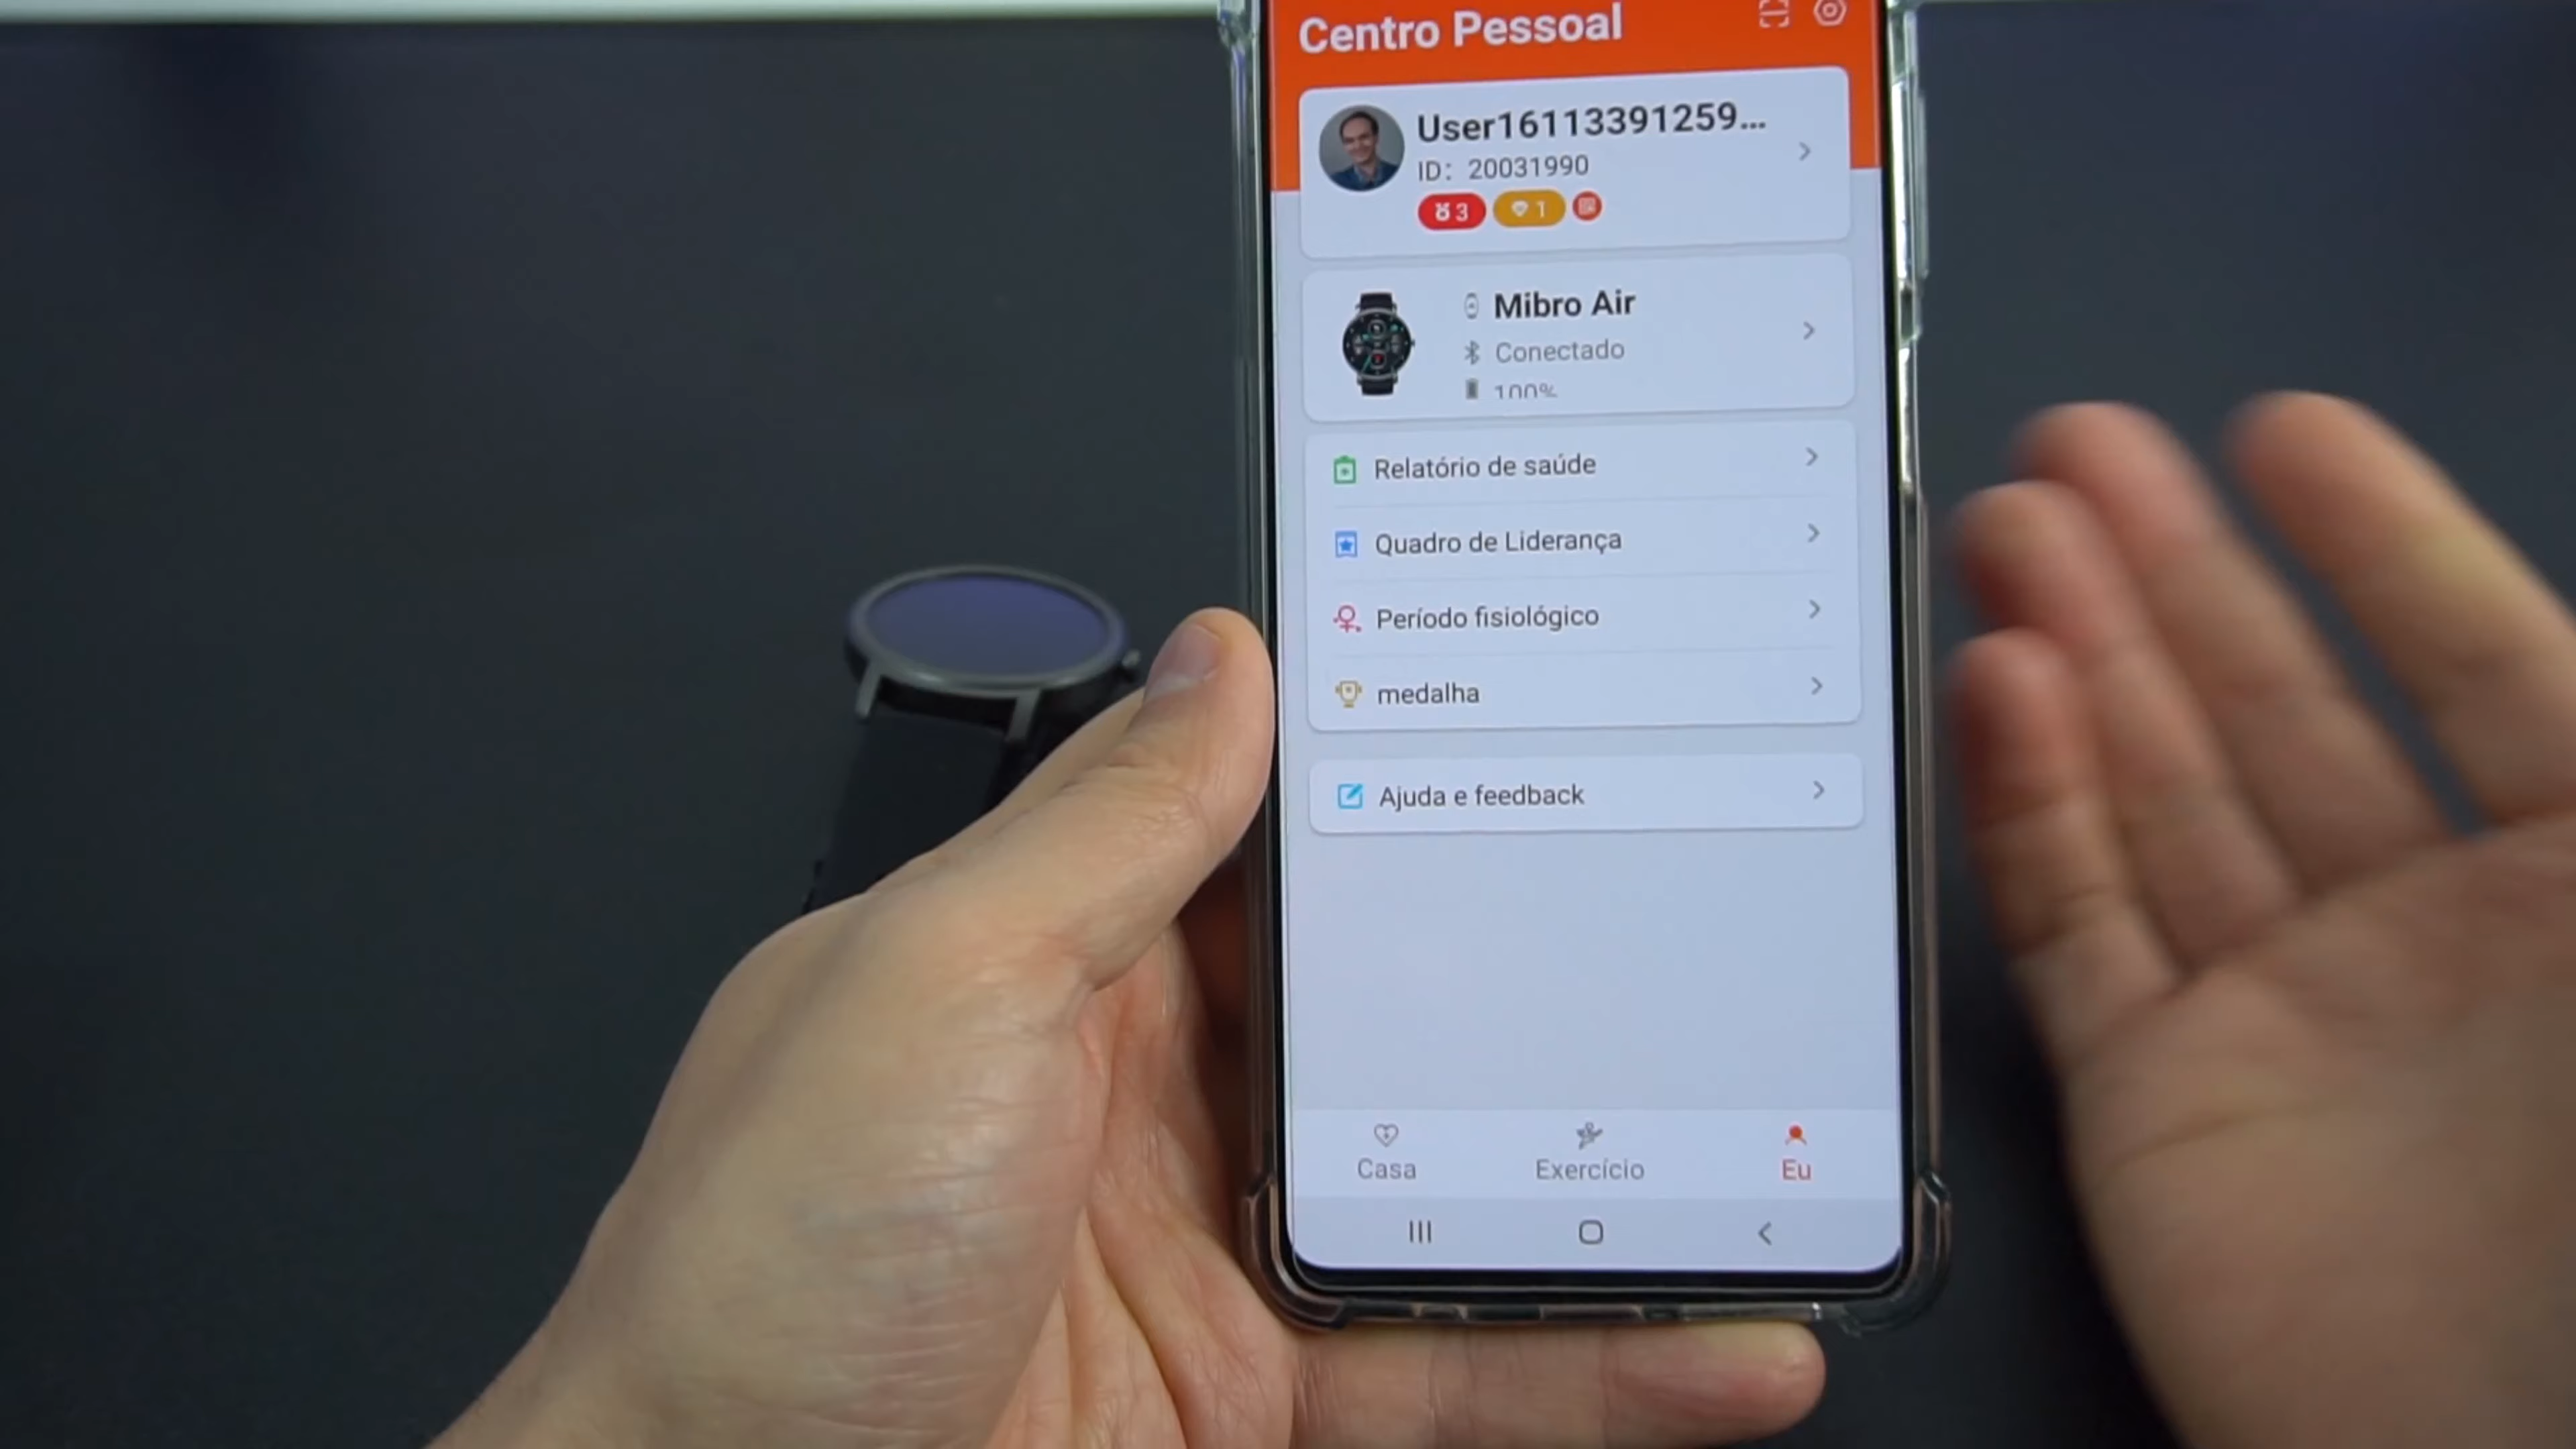 Centro Pessoal
User16113391259...
ID: 20031990
3 1
Mibro Air
Conectado
100%
Relatório de saúde
Quadro de Liderança
Período fisiológico
medalha
Ajuda e feedback
Casa Exercício Eu